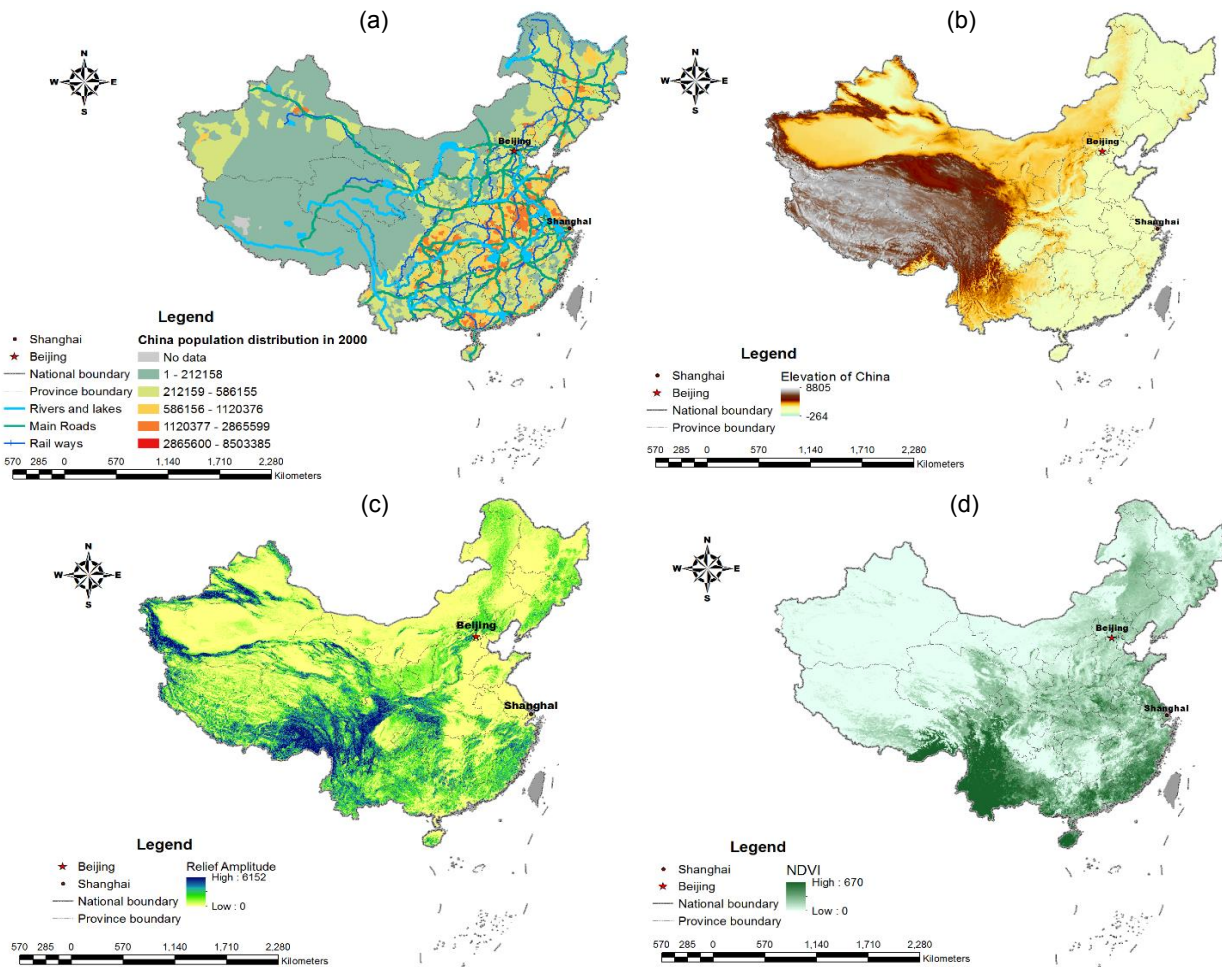 (a)
N
W E
S
Beijing
Shanghai
Legend
Shanghai
Beijing
National boundary
Province boundary
Rivers and lakes
Main Roads
Rail ways
China population distribution in 2000
No data
1 - 212158
212159 - 586155
586156 - 1120376
1120377 - 2865599
2865600 - 8503385
570 285 0 570 1,140 1,710 2,280
Kilometers
(b)
N
W E
S
Beijing
Shanghai
Legend
Shanghai
Beijing
National boundary
Province boundary
Elevation of China
8805
-264
570 285 0 570 1,140 1,710 2,280
Kilometers
(c)
N
W E
S
Beijing
Shanghai
Legend
Beijing
Shanghai
National boundary
Province boundary
Relief Amplitude
High : 6152
Low : 0
570 285 0 570 1,140 1,710 2,280
Kilometers
(d)
N
W E
S
Beijing
Shanghai
Legend
Shanghai
Beijing
National boundary
Province boundary
NDVI
High : 670
Low : 0
570 285 0 570 1,140 1,710 2,280
Kilometers